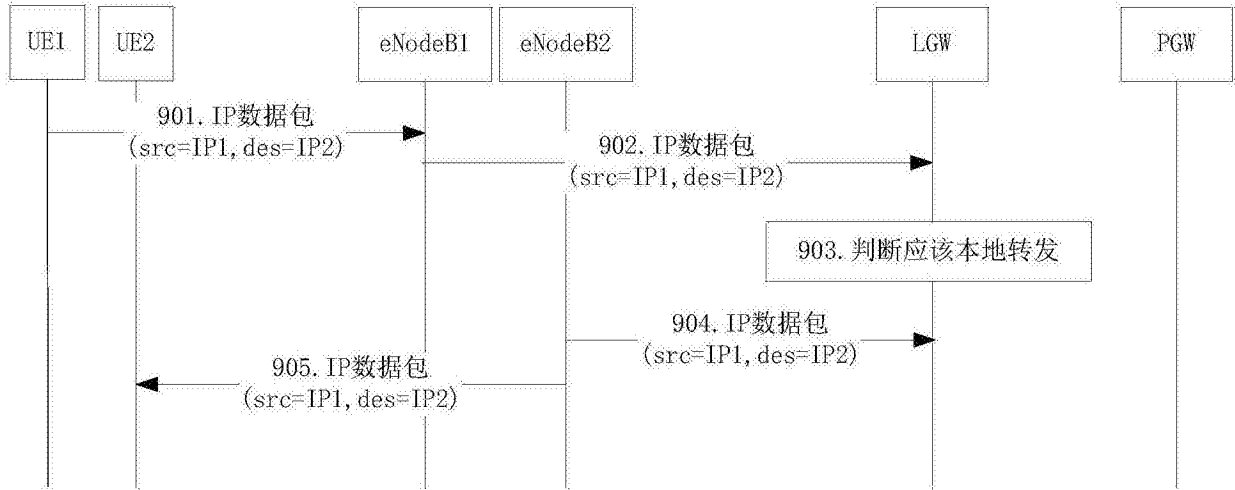 UE1
UE2
eNodeB1
eNodeB2
LGW
PGW
901.IP数据包
(src=IP1,des=IP2)
902.IP数据包
(src=IP1,des=IP2)
903.判断应该本地转发
904.IP数据包
(src=IP1,des=IP2)
905.IP数据包
(src=IP1,des=IP2)